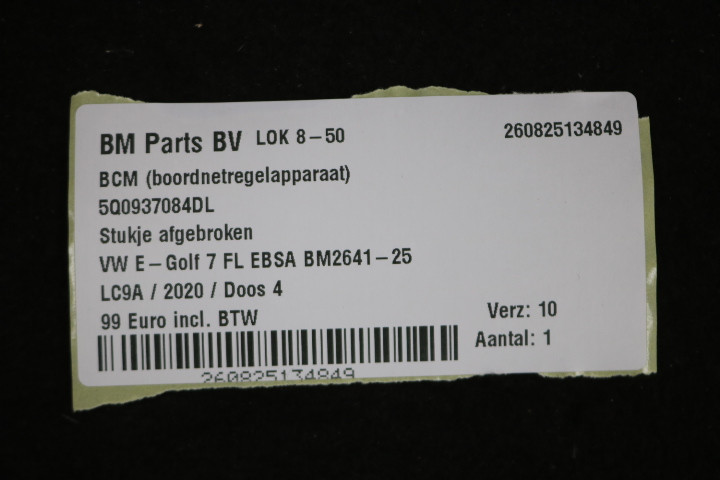 BM Parts BV LOK 8-50 260825134849
BCM (boordnetregelapparaat)
5Q0937084DL
Stukje afgebroken
VW E-Golf 7 FL EBSA BM2641-25
LC9A / 2020 / Doos 4
99 Euro incl. BTW Verz: 10
Aantal: 1
260825134849